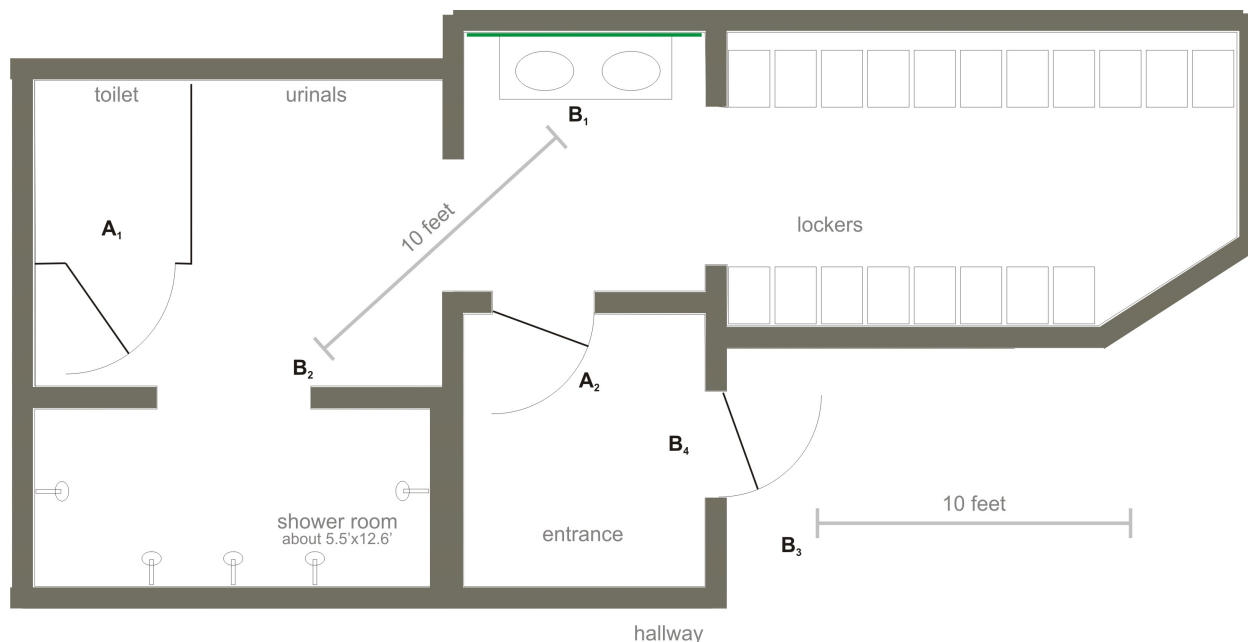 toilet
urinals
B₁
A₁
10 feet
lockers
B₂
A₂
B₄
10 feet
shower room
about 5.5'x12.6'
entrance
B₃
hallway